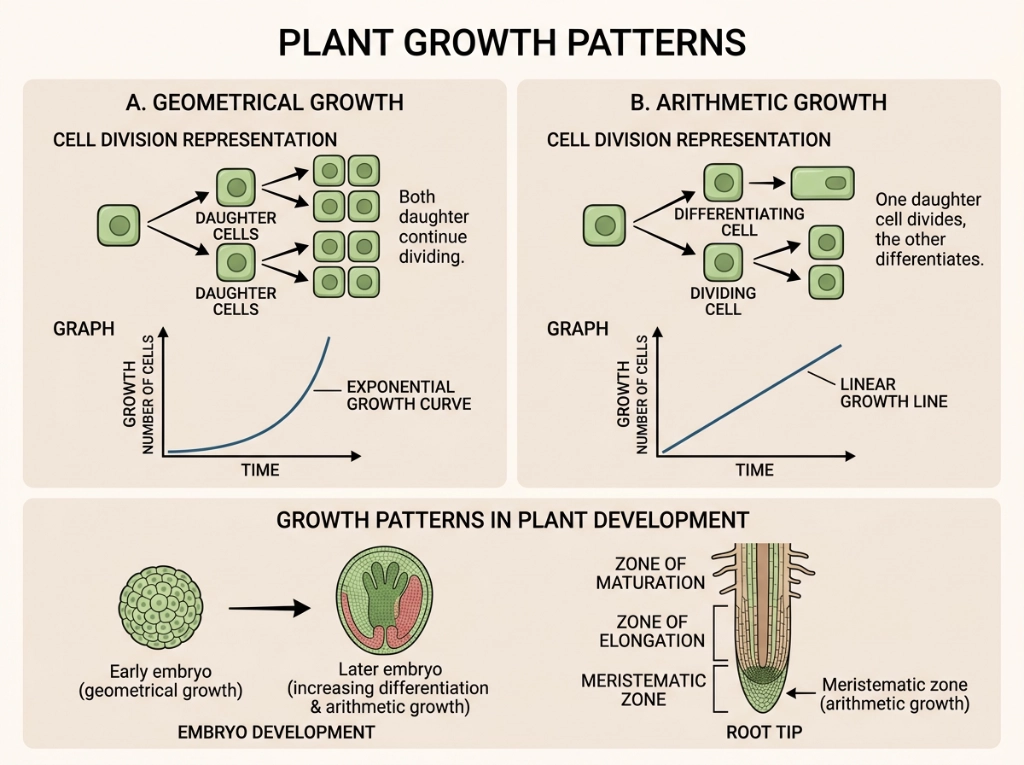 PLANT GROWTH PATTERNS
A. GEOMETRICAL GROWTH
CELL DIVISION REPRESENTATION
DAUGHTER
CELLS
DAUGHTER
CELLS
Both
daughter
continue
dividing.
GRAPH
GROWTH
NUMBER OF CELLS
EXPONENTIAL
GROWTH CURVE
TIME
B. ARITHMETIC GROWTH
CELL DIVISION REPRESENTATION
DIFFERENTIATING
CELL
DIVIDING
CELL
One daughter
cell divides,
the other
differentiates.
GRAPH
GROWTH
NUMBER OF CELLS
LINEAR
GROWTH LINE
TIME
GROWTH PATTERNS IN PLANT DEVELOPMENT
Early embryo
(geometrical growth)
Later embryo
(increasing differentiation
& arithmetic growth)
EMBRYO DEVELOPMENT
ZONE OF
MATURATION
ZONE OF
ELONGATION
MERISTEMATIC
ZONE
Meristematic zone
(arithmetic growth)
ROOT TIP